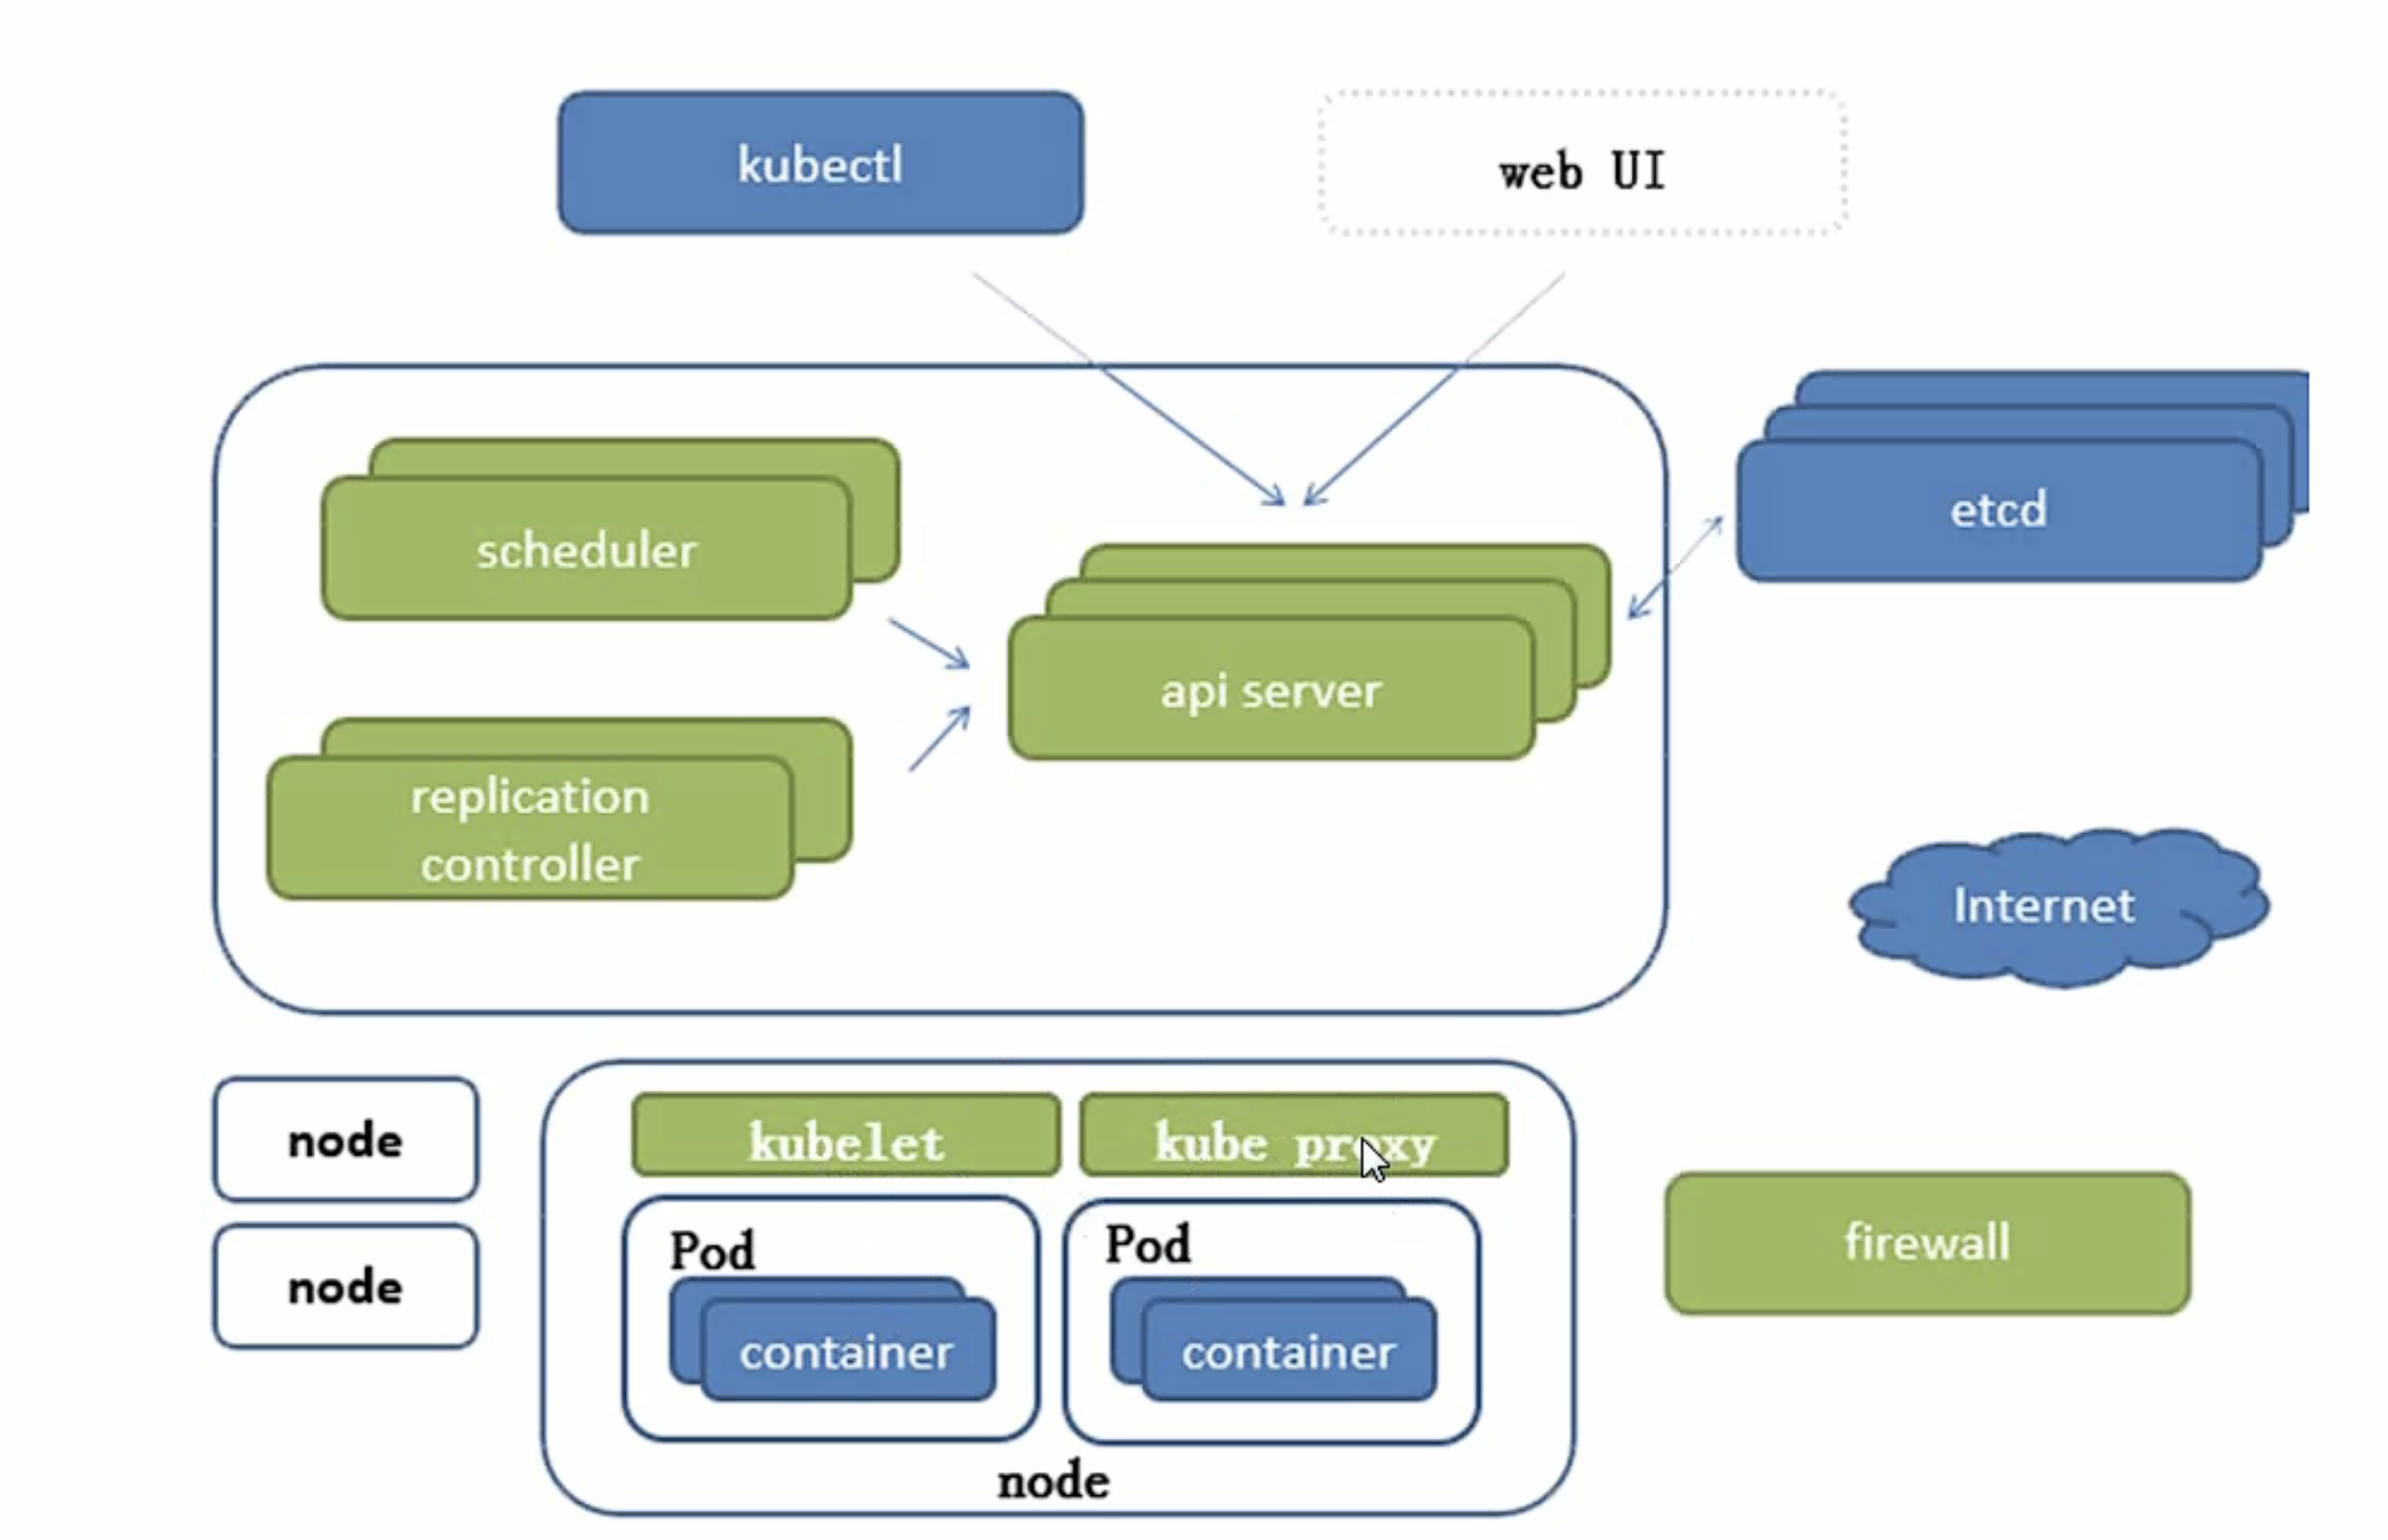 kubectl
web UI
scheduler
etcd
api server
replication
controller
Internet
node
kubelet
kube proxy
Pod
Pod
firewall
node
container
container
node